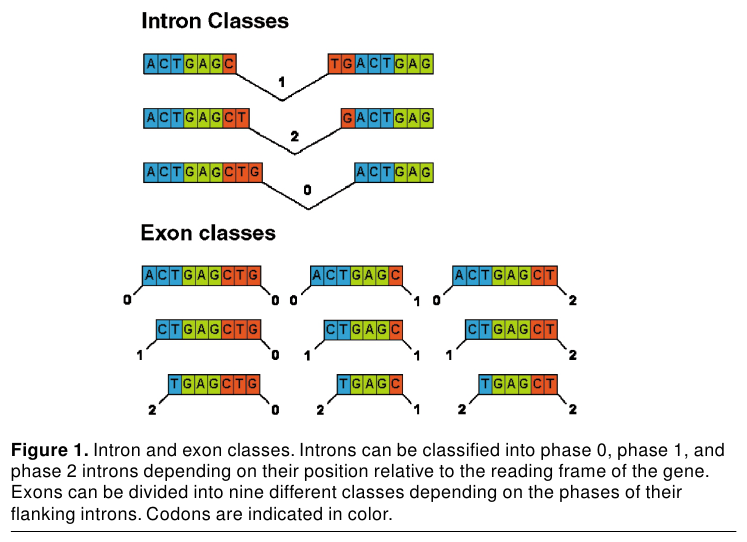 Intron Classes
ACTGAGC TGACTGAG
1
ACTGAGCT GACTGAG
2
ACTGAGCTG ACTGAG
0
Exon classes
ACTGAGCTG ACTGAGC ACTGAGCT
0 0 0 1 0 2
CTGAGCTG CTGAGC CTGAGCT
1 0 1 1 1 2
TGAGCTG TGAGC TGAGCT
2 0 2 1 2 2
Figure 1. Intron and exon classes. Introns can be classified into phase 0, phase 1, and
phase 2 introns depending on their position relative to the reading frame of the gene.
Exons can be divided into nine different classes depending on the phases of their
flanking introns. Codons are indicated in color.